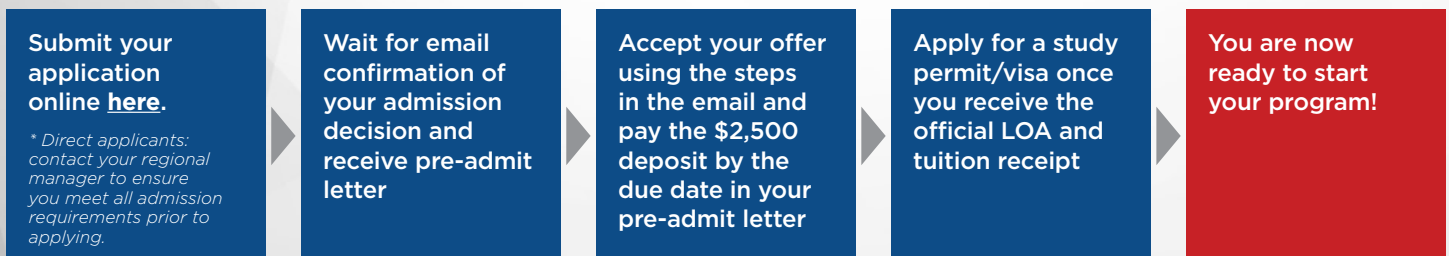 Submit your
application
online here.
* Direct applicants:
contact your regional
manager to ensure
you meet all admission
requirements prior to
applying.
Wait for email
confirmation of
your admission
decision and
receive pre-admit
letter
Accept your offer
using the steps
in the email and
pay the $2,500
deposit by the
due date in your
pre-admit letter
Apply for a study
permit/visa once
you receive the
official LOA and
tuition receipt
You are now
ready to start
your program!